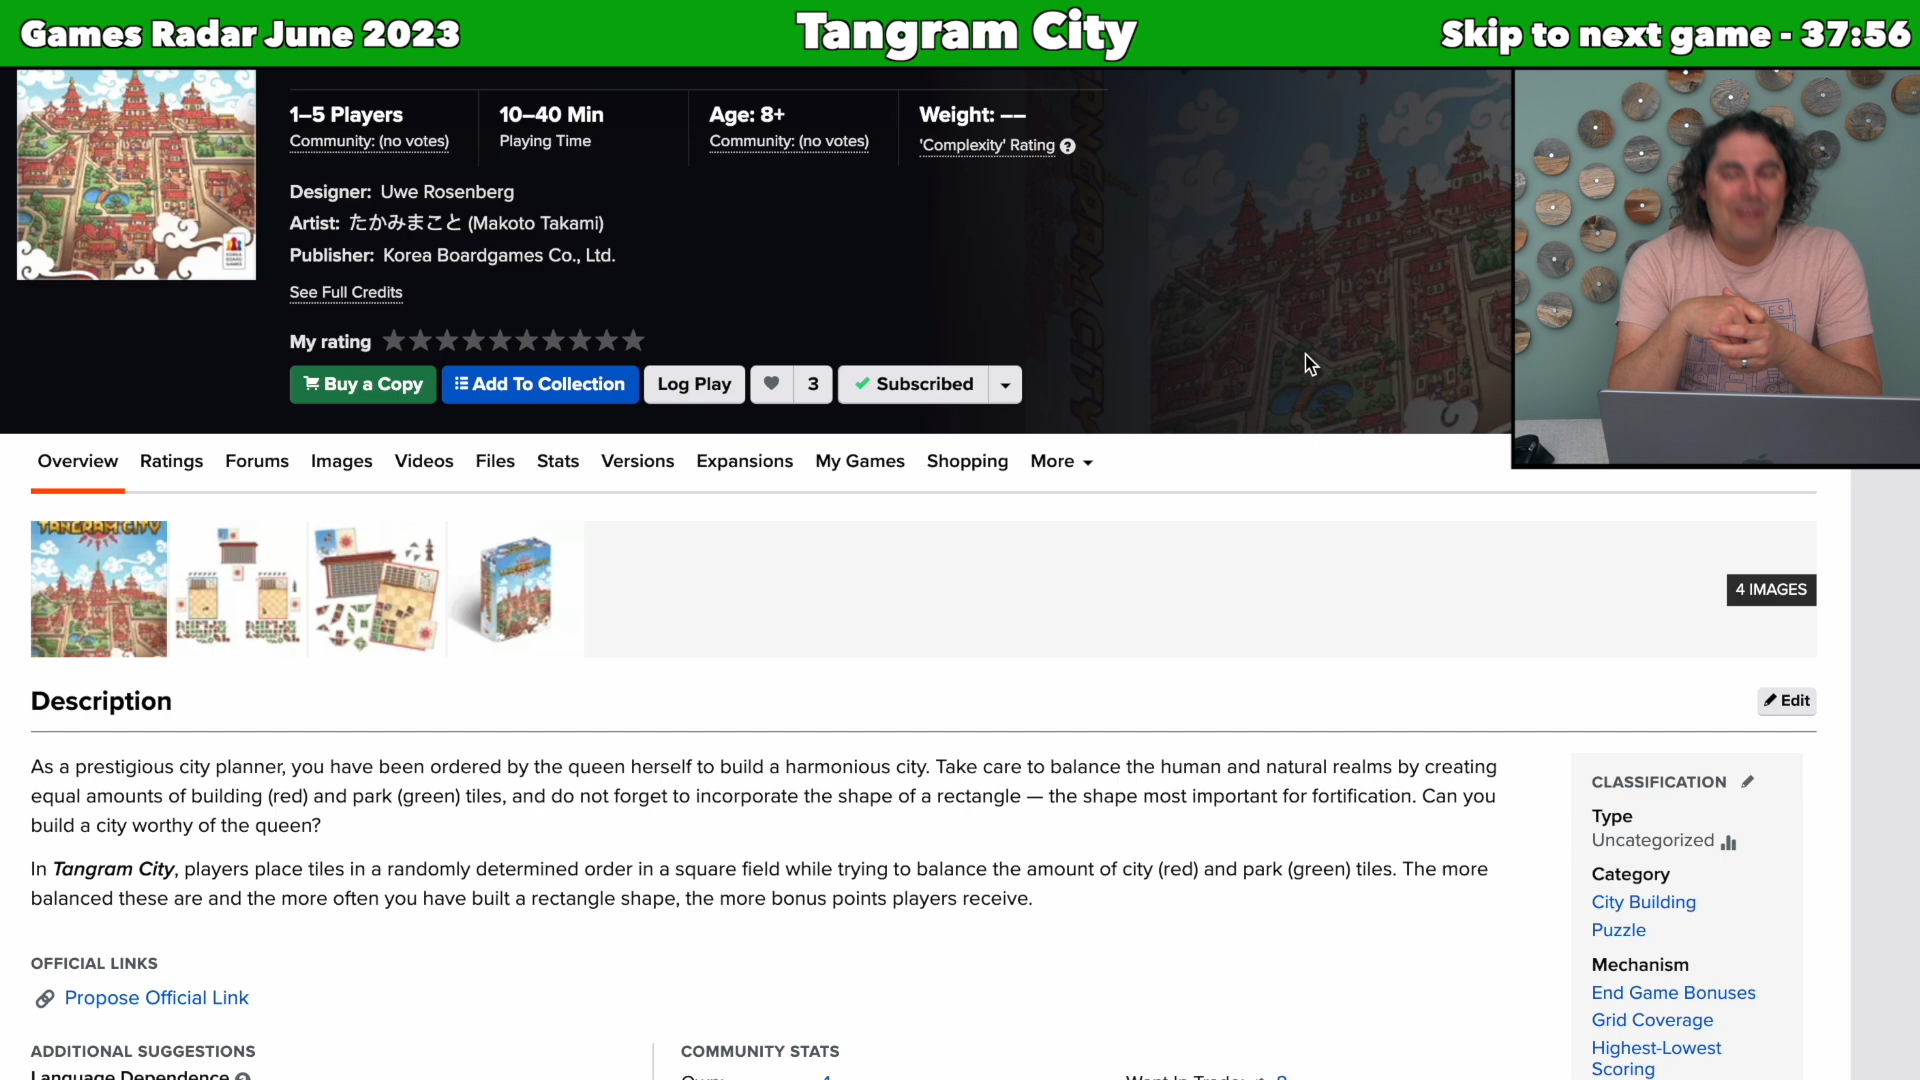 Games Radar June 2023
Tangram City
Skip to next game - 37:56
1–5 Players
Community: (no votes)
10–40 Min
Playing Time
Age: 8+
Community: (no votes)
Weight: --
'Complexity' Rating
Designer: Uwe Rosenberg
Artist: たかみまこと (Makoto Takami)
Publisher: Korea Boardgames Co., Ltd.
See Full Credits
My rating
Buy a Copy
Add To Collection
Log Play
3
Subscribed
Overview
Ratings
Forums
Images
Videos
Files
Stats
Versions
Expansions
My Games
Shopping
More
TANGRAM CITY
4 IMAGES
Description
Edit
As a prestigious city planner, you have been ordered by the queen herself to build a harmonious city. Take care to balance the human and natural realms by creating
equal amounts of building (red) and park (green) tiles, and do not forget to incorporate the shape of a rectangle — the shape most important for fortification. Can you
build a city worthy of the queen?
In Tangram City, players place tiles in a randomly determined order in a square field while trying to balance the amount of city (red) and park (green) tiles. The more
balanced these are and the more often you have built a rectangle shape, the more bonus points players receive.
OFFICIAL LINKS
Propose Official Link
ADDITIONAL SUGGESTIONS
Language Dependence
COMMUNITY STATS
CLASSIFICATION
Type
Uncategorized
Category
City Building
Puzzle
Mechanism
End Game Bonuses
Grid Coverage
Highest-Lowest
Scoring